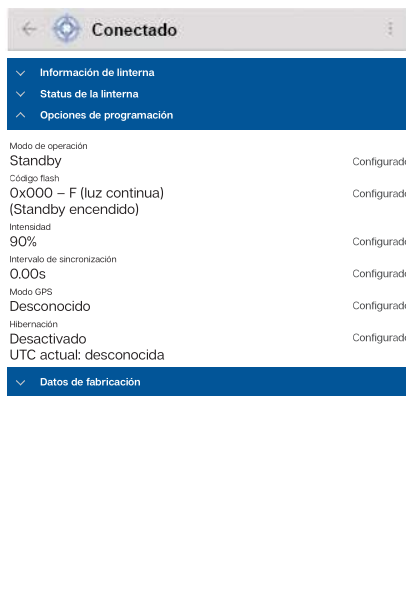 Conectado
Información de linterna
Status de la linterna
Opciones de programación
Modo de operación
Standby
Configurado
Código flash
0x000 – F (luz continua)
Configurado
(Standby encendido)
Intensidad
90%
Configurado
Intervalo de sincronización
0.00s
Configurado
Modo GPS
Desconocido
Configurado
Hibernación
Desactivado
Configurado
UTC actual: desconocida
Datos de fabricación